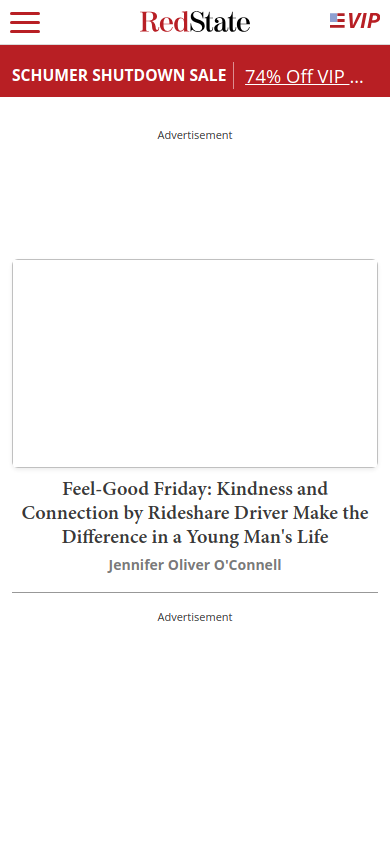 RedState
VIP
SCHUMER SHUTDOWN SALE
74% Off VIP ...
Advertisement
Feel-Good Friday: Kindness and
Connection by Rideshare Driver Make the
Difference in a Young Man's Life
Jennifer Oliver O'Connell
Advertisement